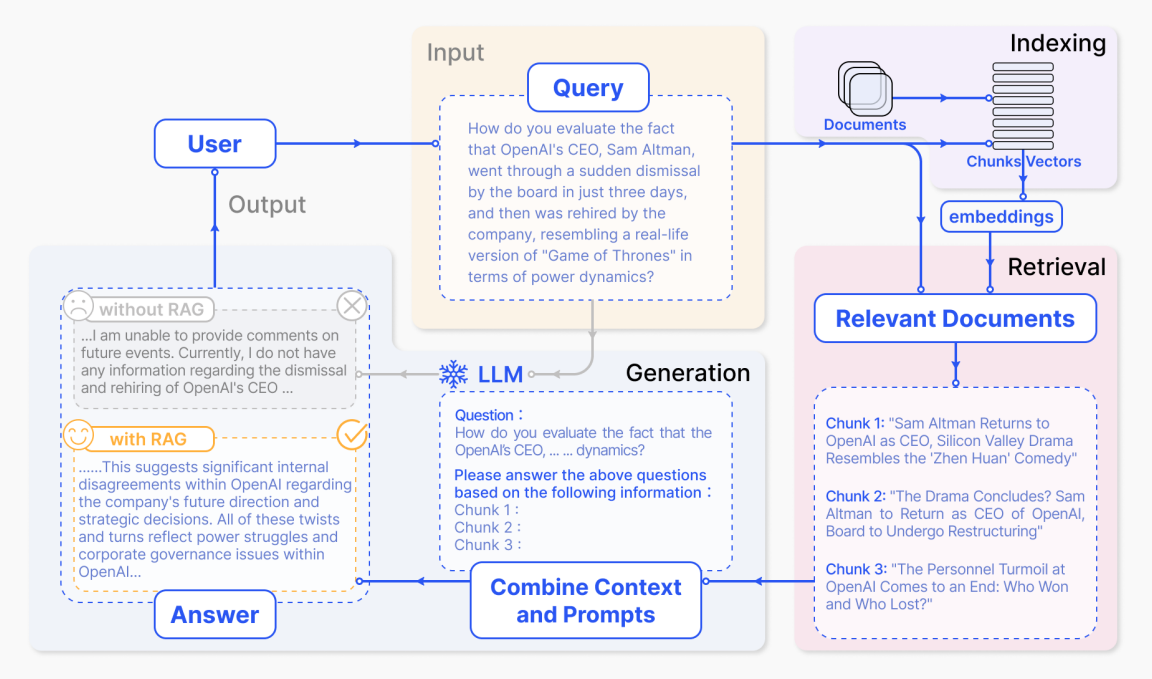 Input
Query
How do you evaluate the fact
that OpenAI's CEO, Sam Altman,
went through a sudden dismissal
by the board in just three days,
and then was rehired by the
company, resembling a real-life
version of "Game of Thrones" in
terms of power dynamics?
Indexing
Documents
Chunks Vectors
embeddings
User
Output
Retrieval
Relevant Documents
Chunk 1: "Sam Altman Returns to
OpenAI as CEO, Silicon Valley Drama
Resembles the 'Zhen Huan' Comedy"
Chunk 2: "The Drama Concludes? Sam
Altman to Return as CEO of OpenAI,
Board to Undergo Restructuring"
Chunk 3: "The Personnel Turmoil at
OpenAI Comes to an End: Who Won
and Who Lost?"
LLM
Generation
Question :
How do you evaluate the fact that the
OpenAI's CEO, ... ... dynamics?
Please answer the above questions
based on the following information :
Chunk 1 :
Chunk 2 :
Chunk 3 :
Combine Context
and Prompts
without RAG
...I am unable to provide comments on
future events. Currently, I do not have
any information regarding the dismissal
and rehiring of OpenAI's CEO ...
with RAG
......This suggests significant internal
disagreements within OpenAI regarding
the company's future direction and
strategic decisions. All of these twists
and turns reflect power struggles and
corporate governance issues within
OpenAI...
Answer